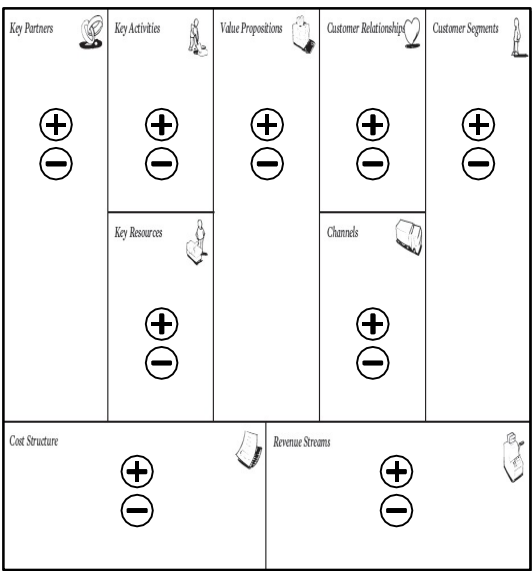 Key Partners
Key Activities
Value Propositions
Customer Relationships
Customer Segments
Key Resources
Channels
Cost Structure
Revenue Streams